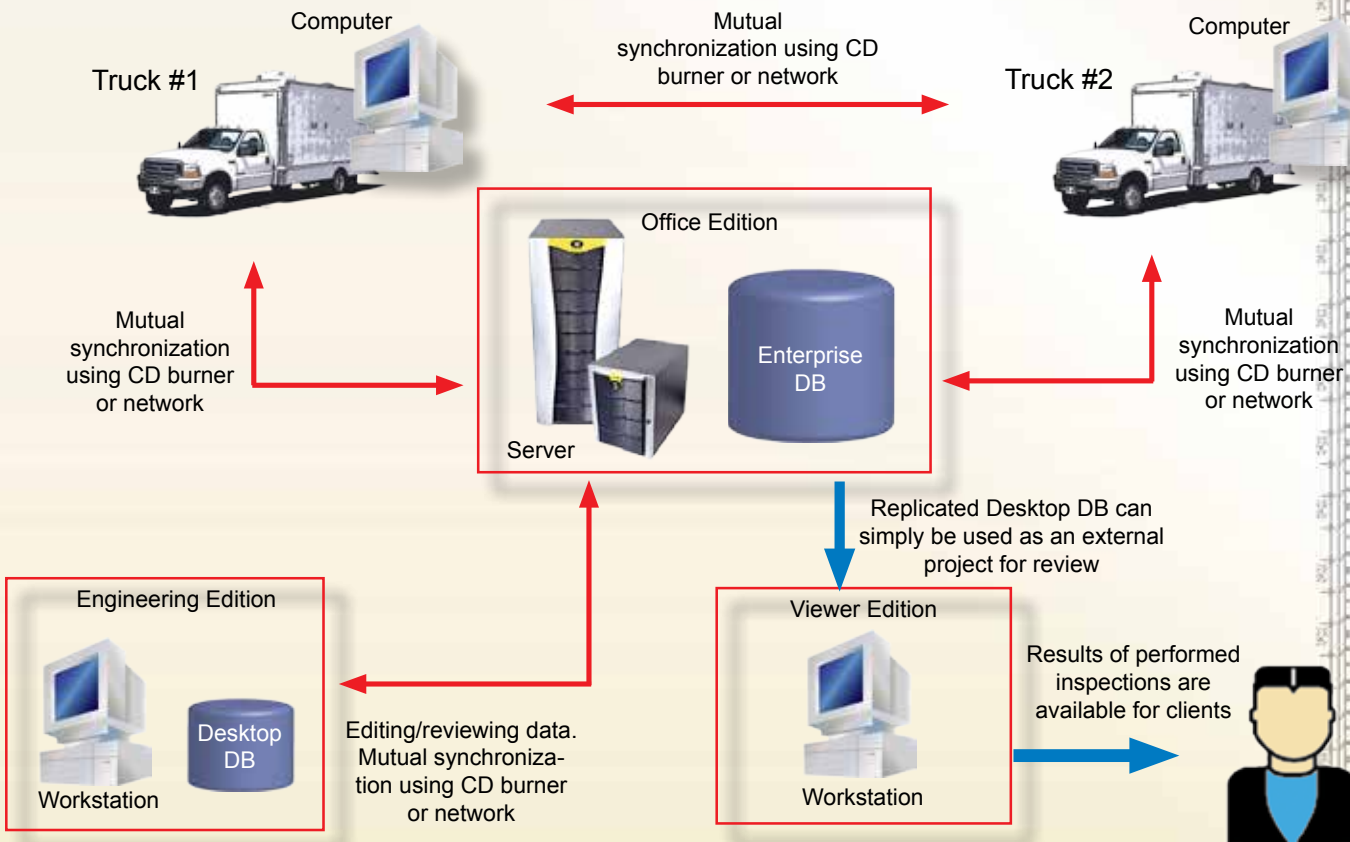 Computer
Truck #1
Mutual
synchronization using CD
burner or network
Computer
Truck #2
Office Edition
Enterprise
DB
Server
Mutual
synchronization
using CD burner
or network
Mutual
synchronization
using CD burner
or network
Replicated Desktop DB can
simply be used as an external
project for review
Engineering Edition
Desktop
DB
Workstation
Editing/reviewing data.
Mutual synchroniza-
tion using CD burner
or network
Viewer Edition
Workstation
Results of performed
inspections are
available for clients